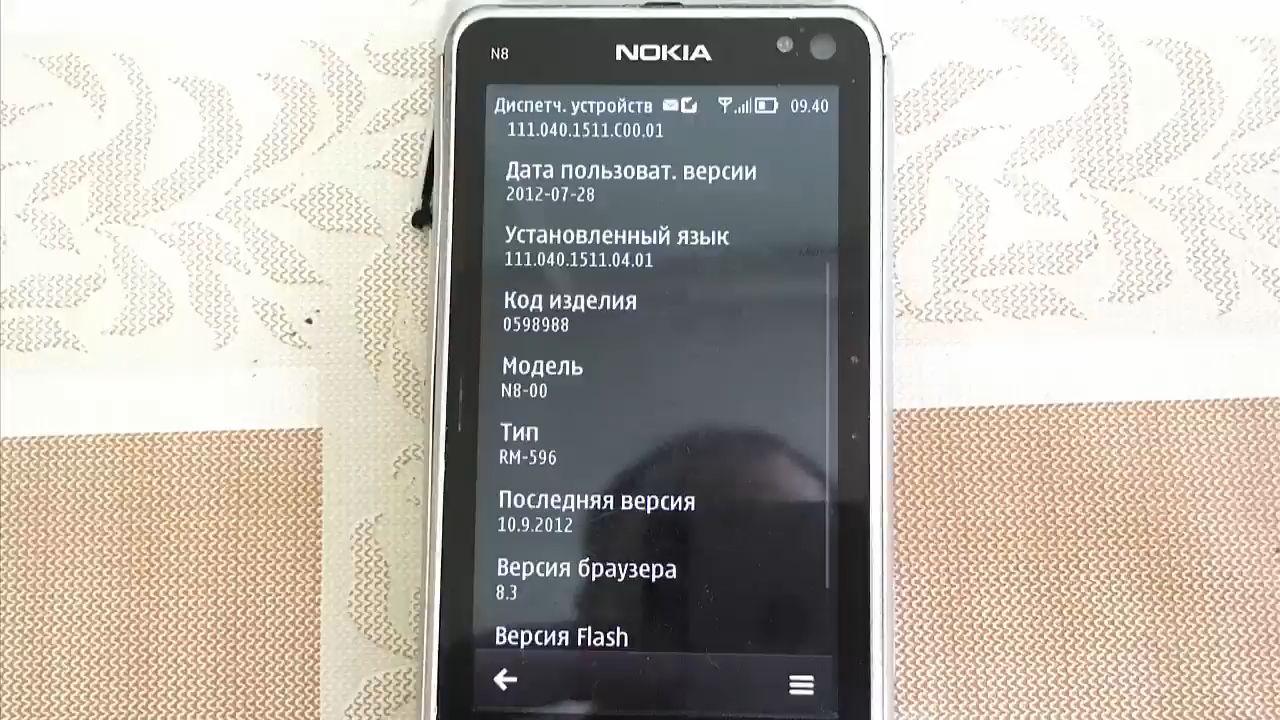 N8
NOKIA
Диспетч. устройств 09.40
111.040.1511.C00.01
Дата пользоват. версии
2012-07-28
Установленный язык
111.040.1511.04.01
Код изделия
0598988
Модель
N8-00
Тип
RM-596
Последняя версия
10.9.2012
Версия браузера
8.3
Версия Flash